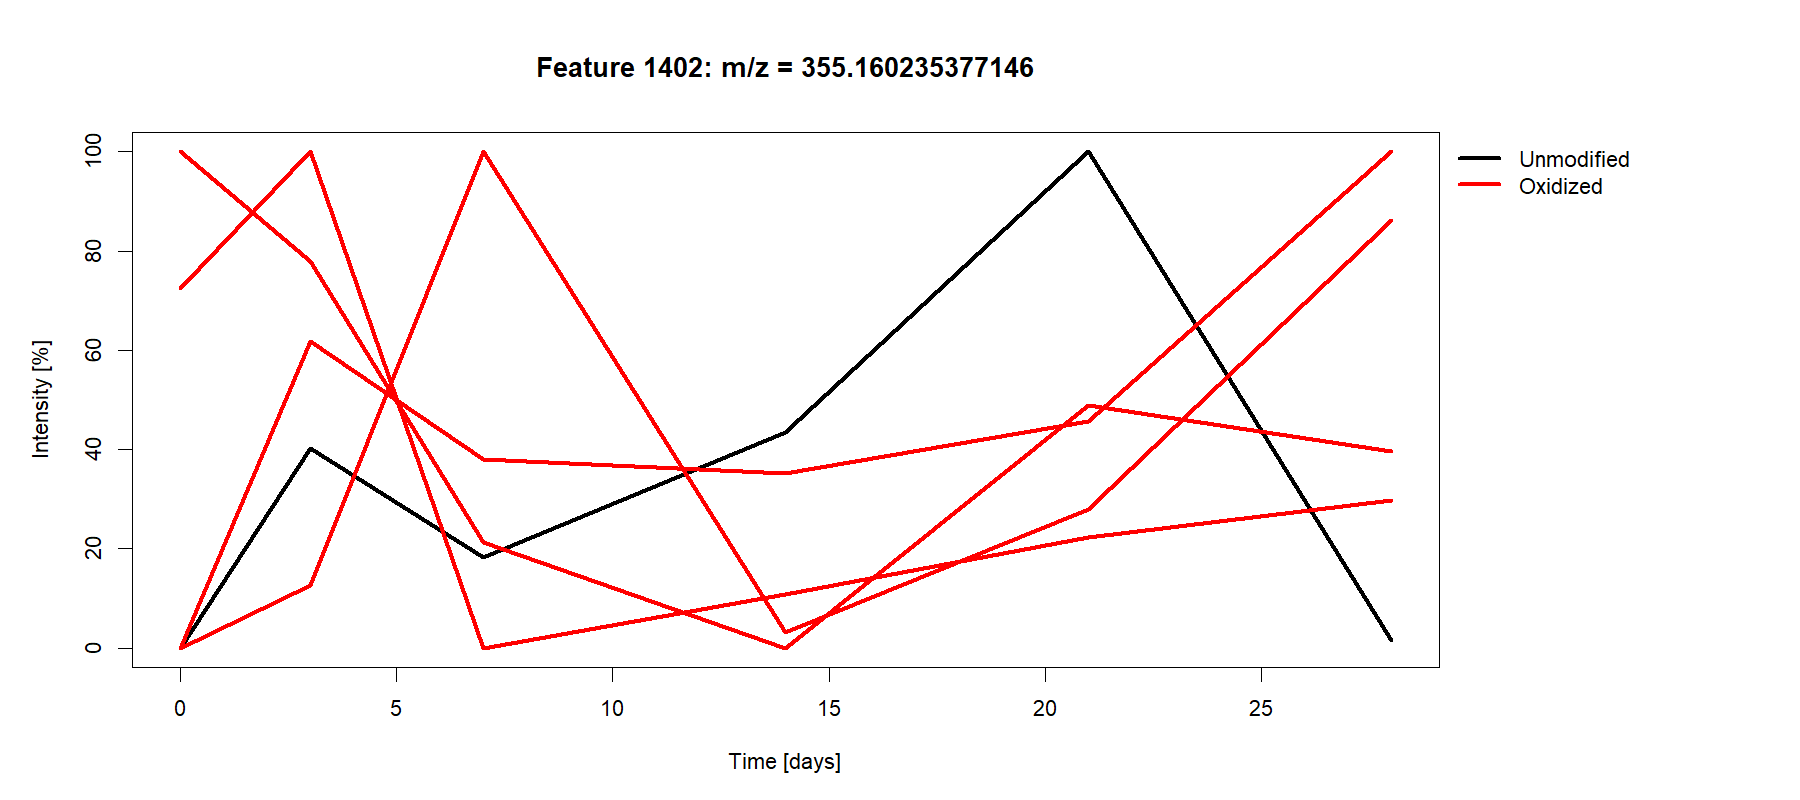 Feature 1402: m/z = 355.160235377146
Unmodified
Oxidized
Intensity [%]
100
80
60
40
20
0
0 5 10 15 20 25
Time [days]